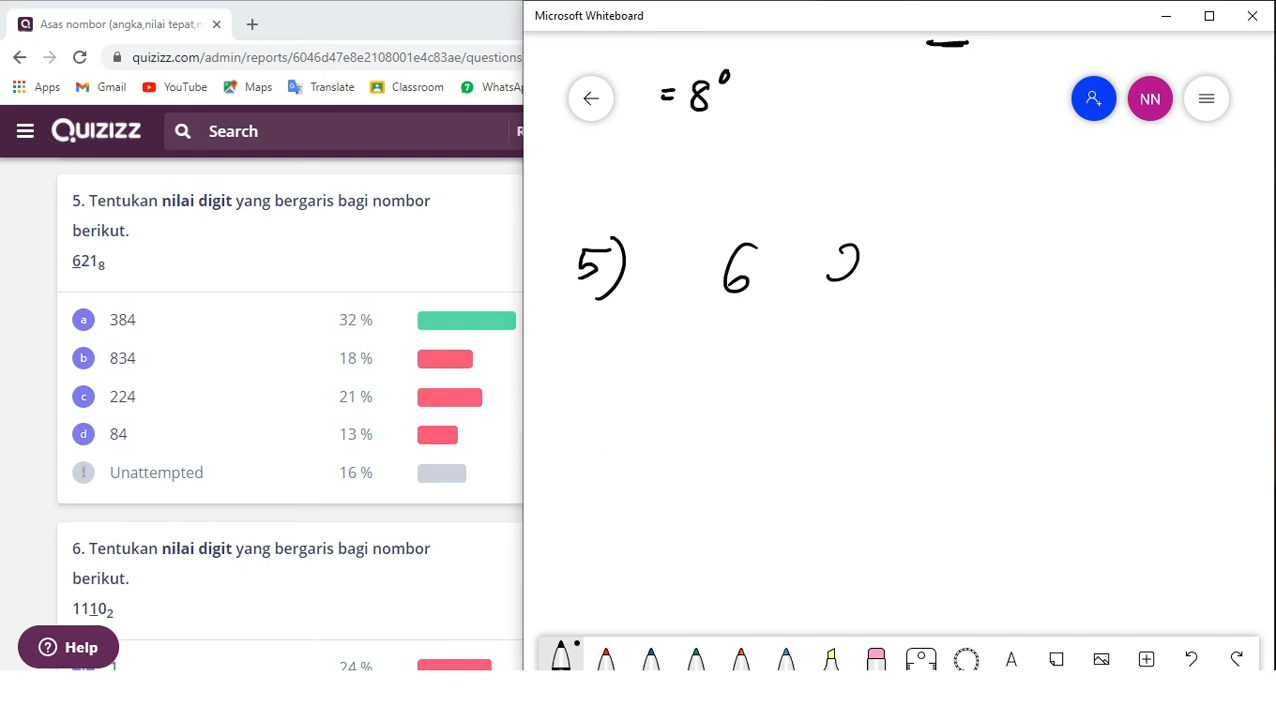 Asas nombor (angka,nilai tepat,n
Microsoft Whiteboard
quizizz.com/admin/reports/6046d47e8e2108001e4c83ae/questions
Apps Gmail YouTube Translate Classroom WhatsAp
QUIZIZZ Search R
= 8⁰
NN
5. Tentukan nilai digit yang bergaris bagi nombor
berikut.
621₈
a 384 32 %
b 834 18 %
c 224 21 %
d 84 13 %
! Unattempted 16 %
5) 6 2
6. Tentukan nilai digit yang bergaris bagi nombor
berikut.
1110₂
1 24 %
? Help
A